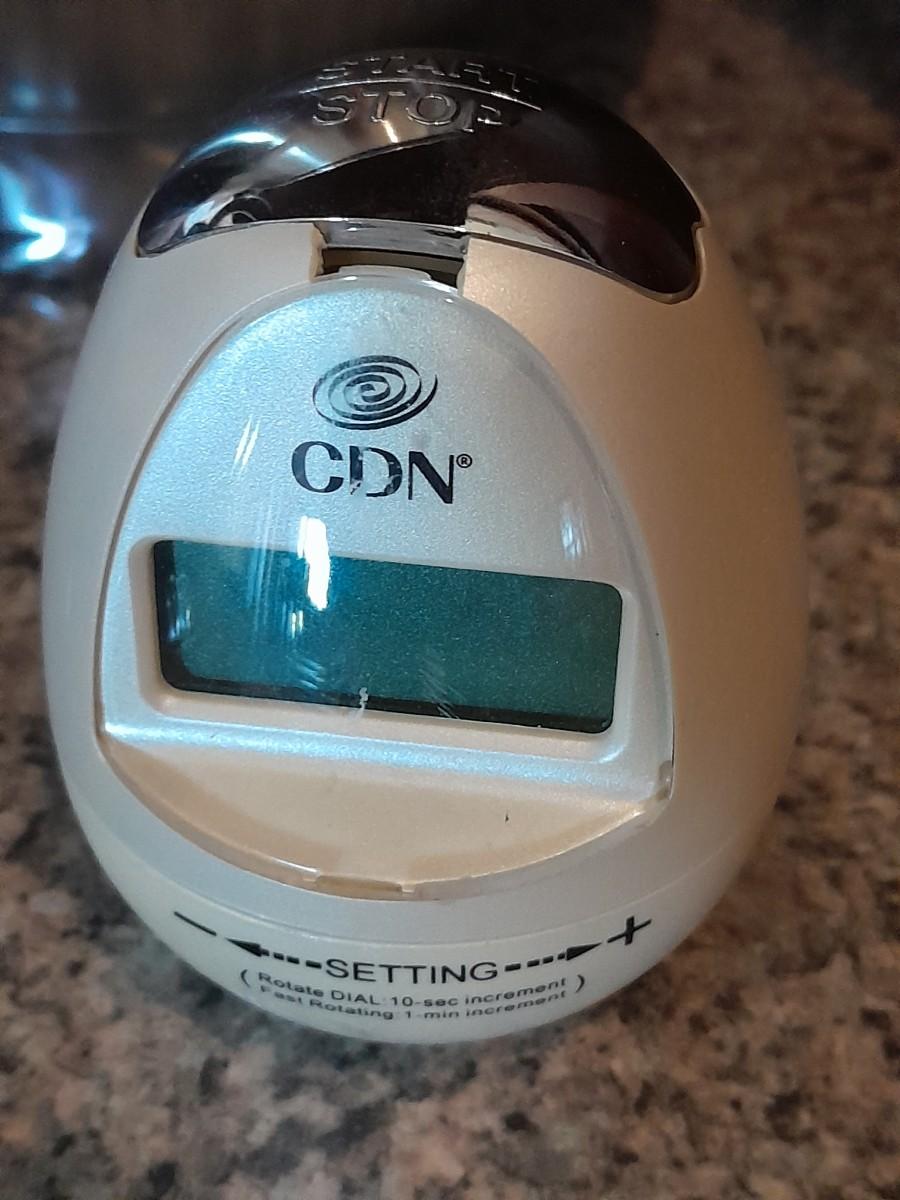 START
STOP
CDN®
− SETTING +
( Rotate DIAL:10-sec increment )
Fast Rotating:1-min increment